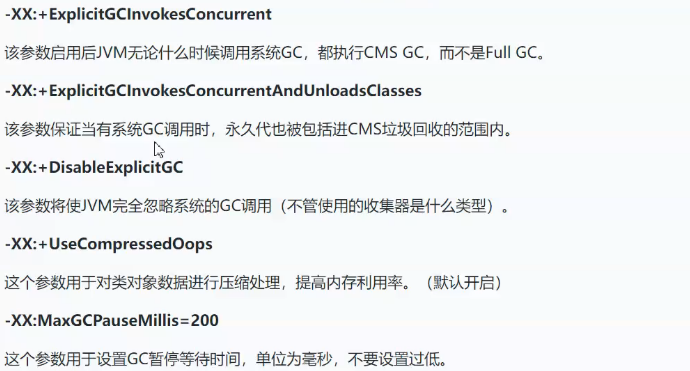 -XX:+ExplicitGCInvokesConcurrent
该参数启用后JVM无论什么时候调用系统GC，都执行CMS GC，而不是Full GC。
-XX:+ExplicitGCInvokesConcurrentAndUnloadsClasses
该参数保证当有系统GC调用时，永久代也被包括进CMS垃圾回收的范围内。
-XX:+DisableExplicitGC
该参数将使JVM完全忽略系统的GC调用（不管使用的收集器是什么类型）。
-XX:+UseCompressedOops
这个参数用于对类对象数据进行压缩处理，提高内存利用率。（默认开启）
-XX:MaxGCPauseMillis=200
这个参数用于设置GC暂停等待时间，单位为毫秒，不要设置过低。